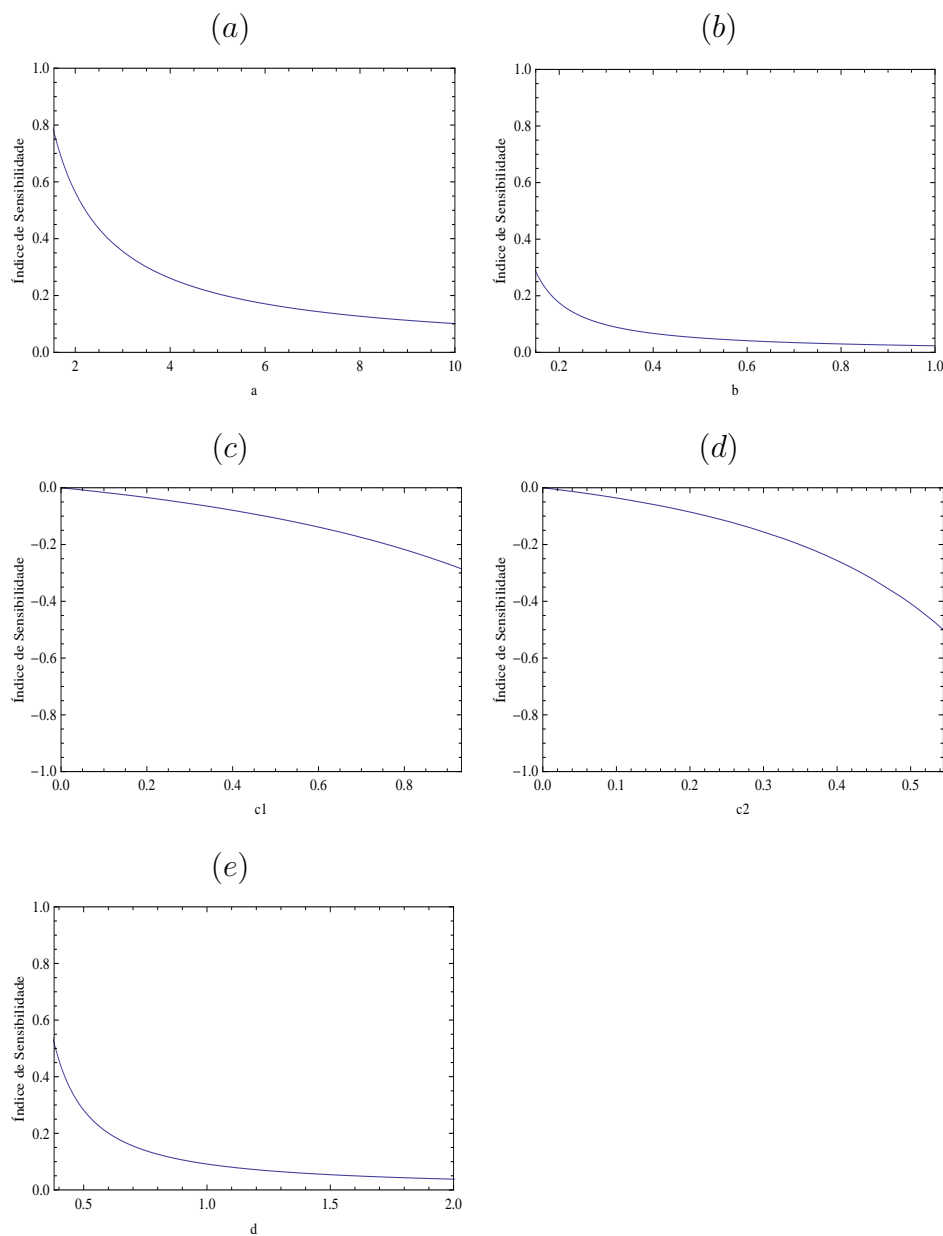 (a)
1.0
0.8
0.6
0.4
0.2
0.0
Índice de Sensibilidade
2 4 6 8 10
a
(b)
1.0
0.8
0.6
0.4
0.2
0.0
Índice de Sensibilidade
0.2 0.4 0.6 0.8 1.0
b
(c)
0.0
−0.2
−0.4
−0.6
−0.8
−1.0
Índice de Sensibilidade
0.0 0.2 0.4 0.6 0.8
c1
(d)
0.0
−0.2
−0.4
−0.6
−0.8
−1.0
Índice de Sensibilidade
0.0 0.1 0.2 0.3 0.4 0.5
c2
(e)
1.0
0.8
0.6
0.4
0.2
0.0
Índice de Sensibilidade
0.5 1.0 1.5 2.0
d